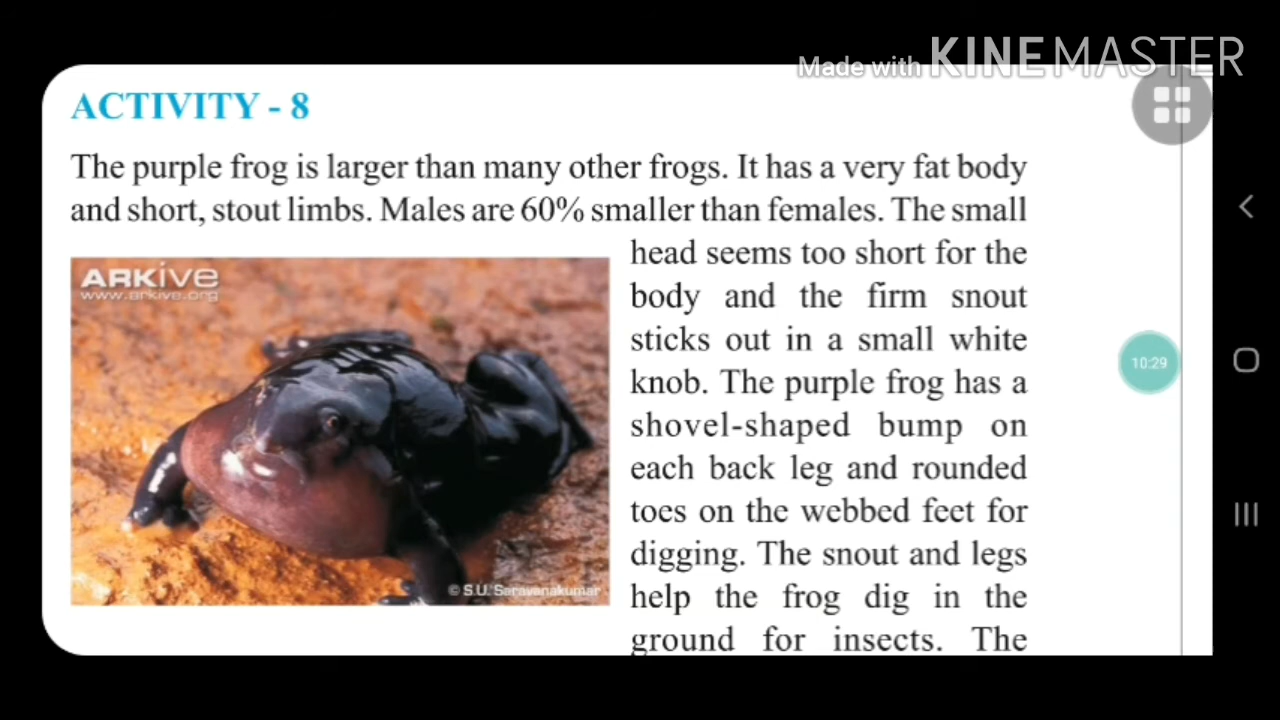 Made with KINEMASTER
ACTIVITY - 8
The purple frog is larger than many other frogs. It has a very fat body
and short, stout limbs. Males are 60% smaller than females. The small
head seems too short for the
body and the firm snout
sticks out in a small white
knob. The purple frog has a
shovel-shaped bump on
each back leg and rounded
toes on the webbed feet for
digging. The snout and legs
help the frog dig in the
ground for insects. The
ARKive
www.arkive.org
© S.U. Saravanakumar
10:29